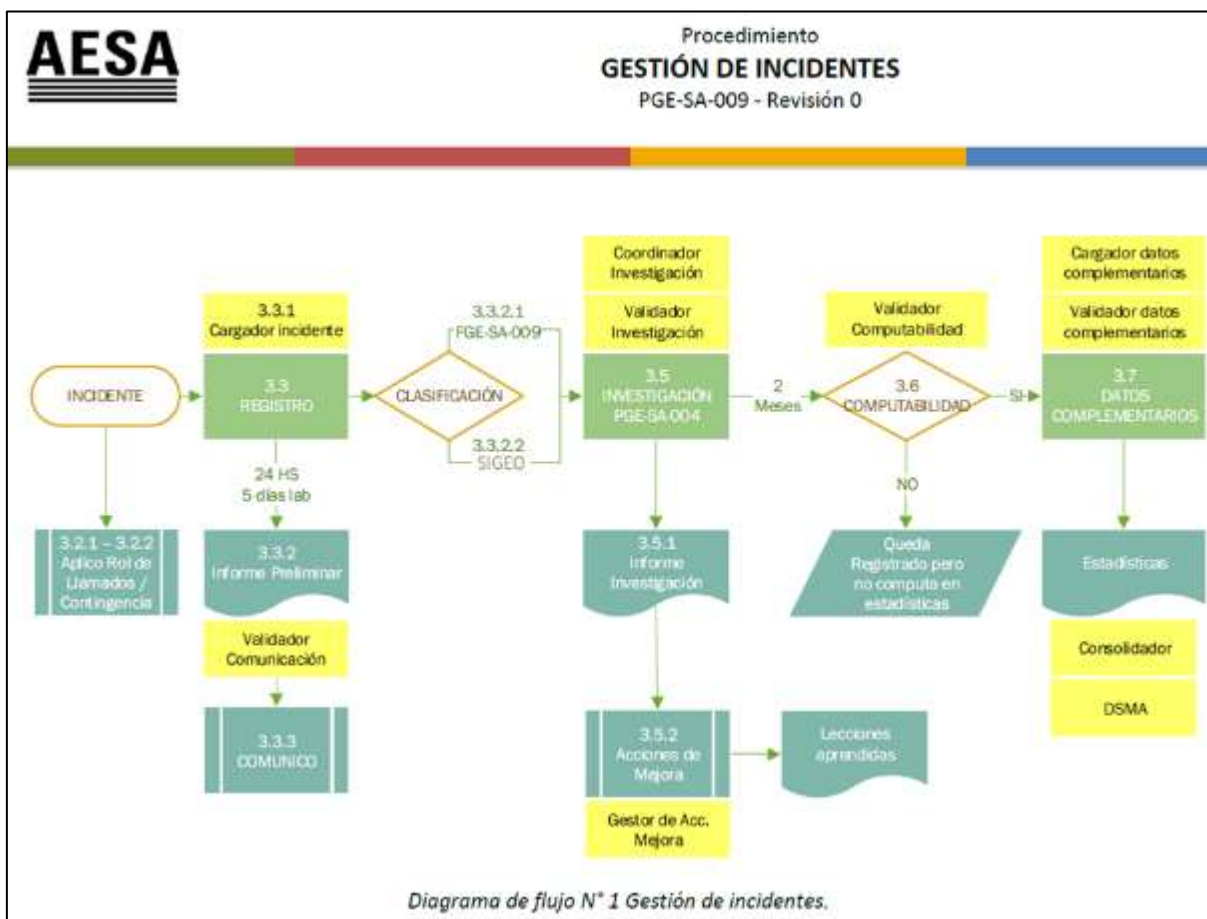 AESA
Procedimiento
GESTIÓN DE INCIDENTES
PGE-SA-009 - Revisión 0
INCIDENTE
3.2.1 – 3.2.2
Aplico Rol de
Llamados /
Contingencia
3.3.1
Cargador incidente
3.3
REGISTRO
24 HS
5 días lab
3.3.2
Informe Preliminar
Validador
Comunicación
3.3.3
COMUNICO
CLASIFICACIÓN
3.3.2.1
FGE-SA-009
3.3.2.2
SIGEO
Coordinador
Investigación
Validador
Investigación
3.5
INVESTIGACIÓN
PGE-SA-004
3.5.1
Informe
Investigación
3.5.2
Acciones de
Mejora
Gestor de Acc.
Mejora
Lecciones
aprendidas
2
Meses
Validador
Computabilidad
3.6
COMPUTABILIDAD
NO
Queda
Registrado pero
no computa en
estadísticas
SI
Cargador datos
complementarios
Validador datos
complementarios
3.7
DATOS
COMPLEMENTARIOS
Estadísticas
Consolidador
DSMA
Diagrama de flujo N° 1 Gestión de incidentes.